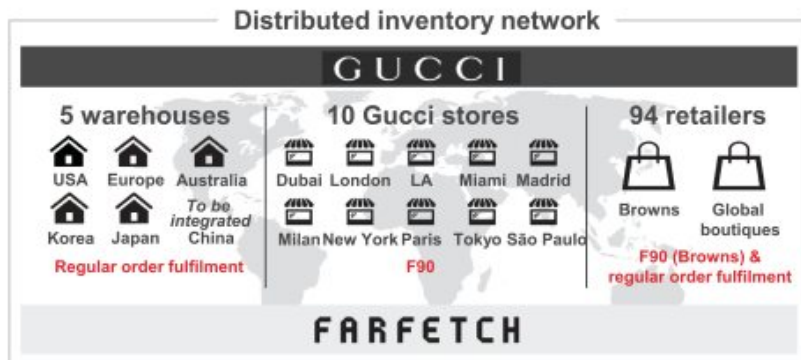 Distributed inventory network
GUCCI
5 warehouses
USA Europe Australia
Korea Japan To be integrated China
Regular order fulfilment
10 Gucci stores
Dubai London LA Miami Madrid
Milan New York Paris Tokyo São Paulo
F90
94 retailers
Browns Global boutiques
F90 (Browns) &
regular order fulfilment
FARFETCH